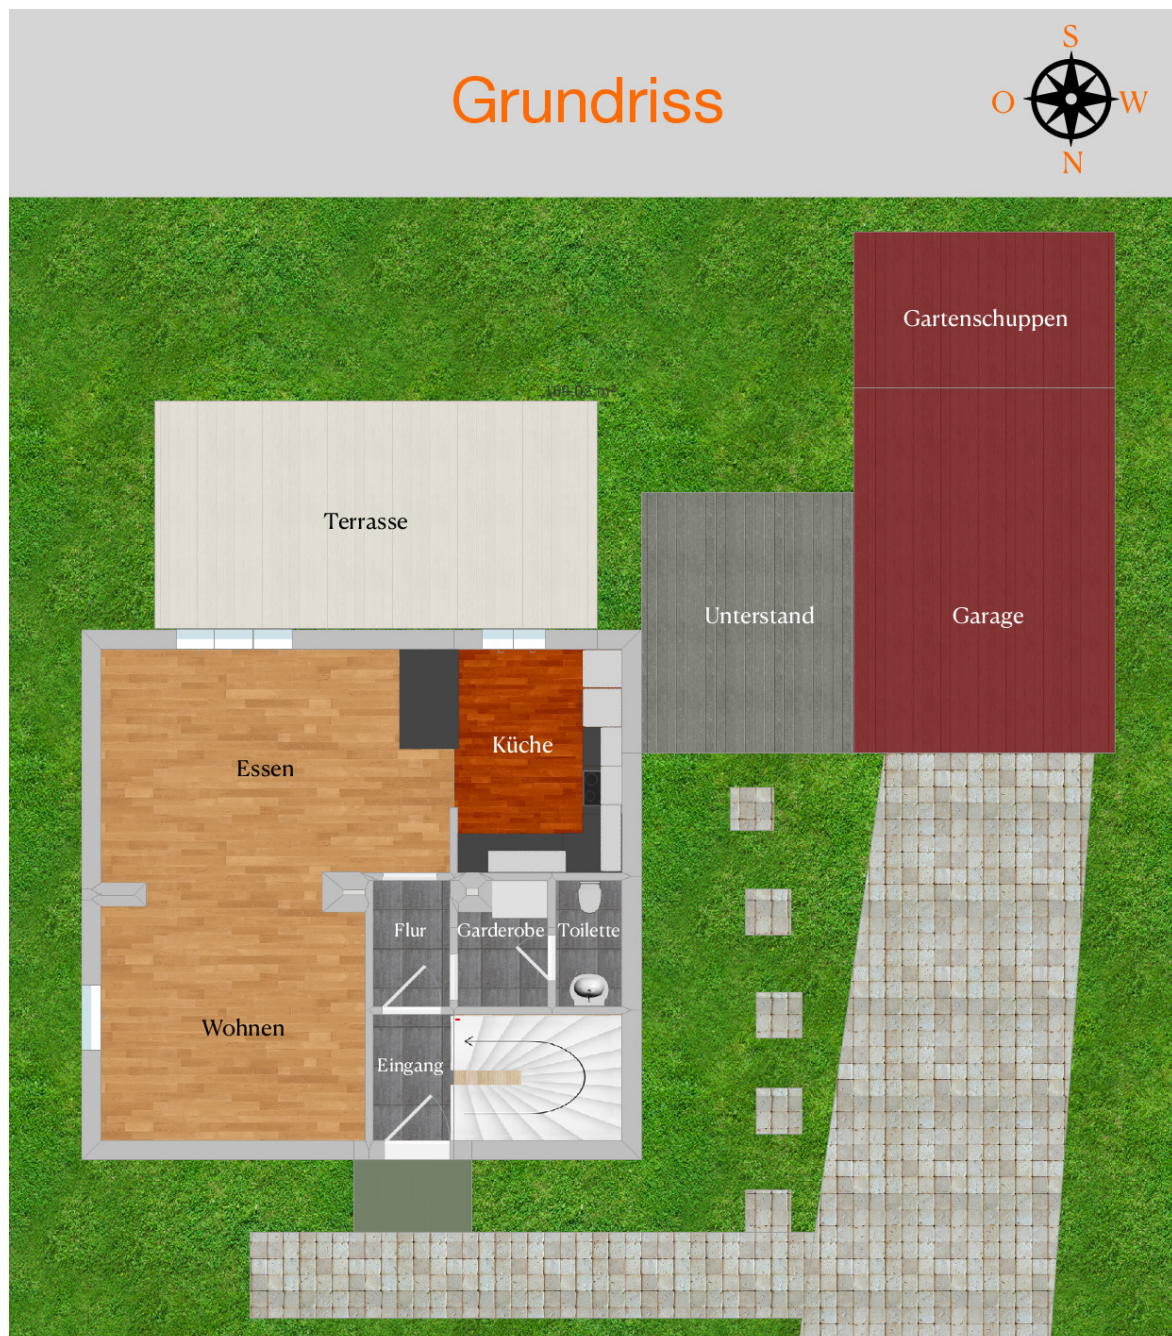 S
Grundriss
O
W
N
Gartenschuppen
Terrasse
Unterstand
Garage
Küche
Essen
Flur
Garderobe
Toilette
Wohnen
Eingang